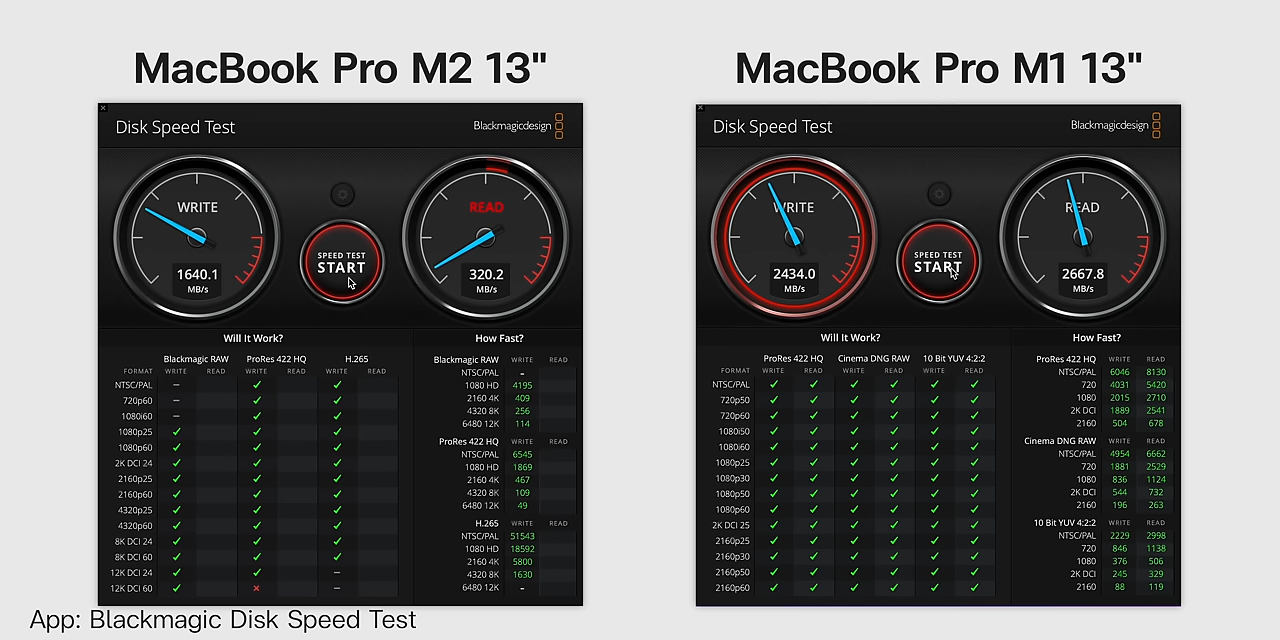 MacBook Pro M2 13"
MacBook Pro M1 13"
Disk Speed Test
Blackmagicdesign
WRITE
1640.1
MB/s
SPEED TEST
START
READ
320.2
MB/s
Will It Work?
Blackmagic RAW ProRes 422 HQ H.265
FORMAT WRITE READ WRITE READ WRITE READ
NTSC/PAL – ✓ ✓
720p60 – ✓ ✓
1080i60 – ✓ ✓
1080p25 ✓ ✓ ✓
1080p60 ✓ ✓ ✓
2K DCI 24 ✓ ✓ ✓
2160p25 ✓ ✓ ✓
2160p60 ✓ ✓ ✓
4320p25 ✓ ✓ ✓
4320p60 ✓ ✓ ✓
8K DCI 24 ✓ ✓ ✓
8K DCI 60 ✓ ✓ ✓
12K DCI 24 ✓ ✓ –
12K DCI 60 ✓ ✗ –
How Fast?
Blackmagic RAW WRITE READ
NTSC/PAL -
1080 HD 4195
2160 4K 409
4320 8K 256
6480 12K 114
ProRes 422 HQ WRITE READ
NTSC/PAL 6545
1080 HD 1869
2160 4K 467
4320 8K 109
6480 12K 49
H.265 WRITE READ
NTSC/PAL 51543
1080 HD 18592
2160 4K 5800
4320 8K 1630
6480 12K -
Disk Speed Test
Blackmagicdesign
WRITE
2434.0
MB/s
SPEED TEST
START
READ
2667.8
MB/s
Will It Work?
ProRes 422 HQ Cinema DNG RAW 10 Bit YUV 4:2:2
FORMAT WRITE READ WRITE READ WRITE READ
NTSC/PAL ✓ ✓ ✓ ✓ ✓ ✓
720p50 ✓ ✓ ✓ ✓ ✓ ✓
720p60 ✓ ✓ ✓ ✓ ✓ ✓
1080i50 ✓ ✓ ✓ ✓ ✓ ✓
1080i60 ✓ ✓ ✓ ✓ ✓ ✓
1080p25 ✓ ✓ ✓ ✓ ✓ ✓
1080p30 ✓ ✓ ✓ ✓ ✓ ✓
1080p50 ✓ ✓ ✓ ✓ ✓ ✓
1080p60 ✓ ✓ ✓ ✓ ✓ ✓
2K DCI 25 ✓ ✓ ✓ ✓ ✓ ✓
2160p25 ✓ ✓ ✓ ✓ ✓ ✓
2160p30 ✓ ✓ ✓ ✓ ✓ ✓
2160p50 ✓ ✓ ✓ ✓ ✓ ✓
2160p60 ✓ ✓ ✓ ✓ ✓ ✓
How Fast?
ProRes 422 HQ WRITE READ
NTSC/PAL 6046 8130
720 4031 5420
1080 2015 2710
2K DCI 1889 2541
2160 504 678
Cinema DNG RAW WRITE READ
NTSC/PAL 4954 6662
720 1881 2529
1080 836 1124
2K DCI 544 732
2160 196 263
10 Bit YUV 4:2:2 WRITE READ
NTSC/PAL 2229 2998
720 846 1138
1080 376 506
2K DCI 245 329
2160 88 119
App: Blackmagic Disk Speed Test